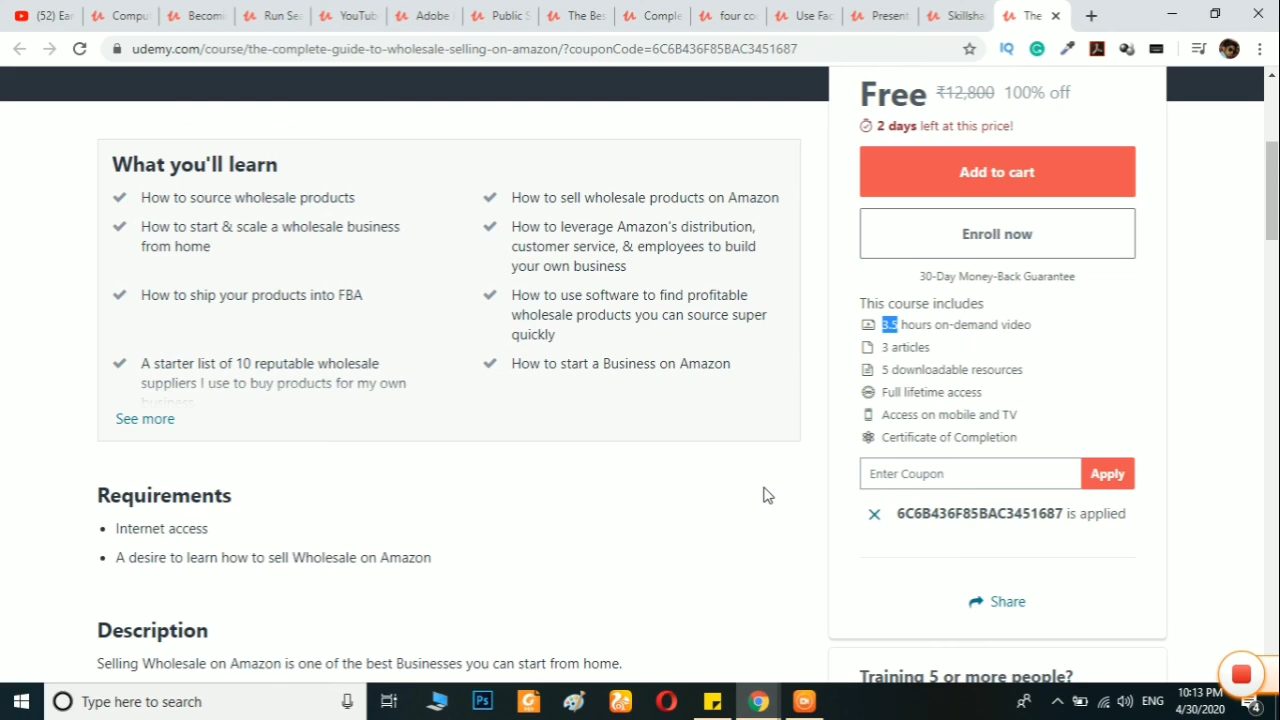 (52) Ear
Compu
Becomi
Run Sea
YouTub
Adobe
Public S
The Bes
Comple
four co
Use Fac
Present
Skillsha
The
udemy.com/course/the-complete-guide-to-wholesale-selling-on-amazon/?couponCode=6C6B436F85BAC3451687
IQ
Free ₹12,800 100% off
2 days left at this price!
Add to cart
Enroll now
30-Day Money-Back Guarantee
This course includes
3.5 hours on-demand video
3 articles
5 downloadable resources
Full lifetime access
Access on mobile and TV
Certificate of Completion
Enter Coupon
Apply
6C6B436F85BAC3451687 is applied
Share
Training 5 or more people?
What you'll learn
How to source wholesale products
How to start & scale a wholesale business
from home
How to ship your products into FBA
A starter list of 10 reputable wholesale
suppliers I use to buy products for my own
business
How to sell wholesale products on Amazon
How to leverage Amazon's distribution,
customer service, & employees to build
your own business
How to use software to find profitable
wholesale products you can source super
quickly
How to start a Business on Amazon
See more
Requirements
Internet access
A desire to learn how to sell Wholesale on Amazon
Description
Selling Wholesale on Amazon is one of the best Businesses you can start from home.
Type here to search
Ps
ENG
10:13 PM
4/30/2020
4